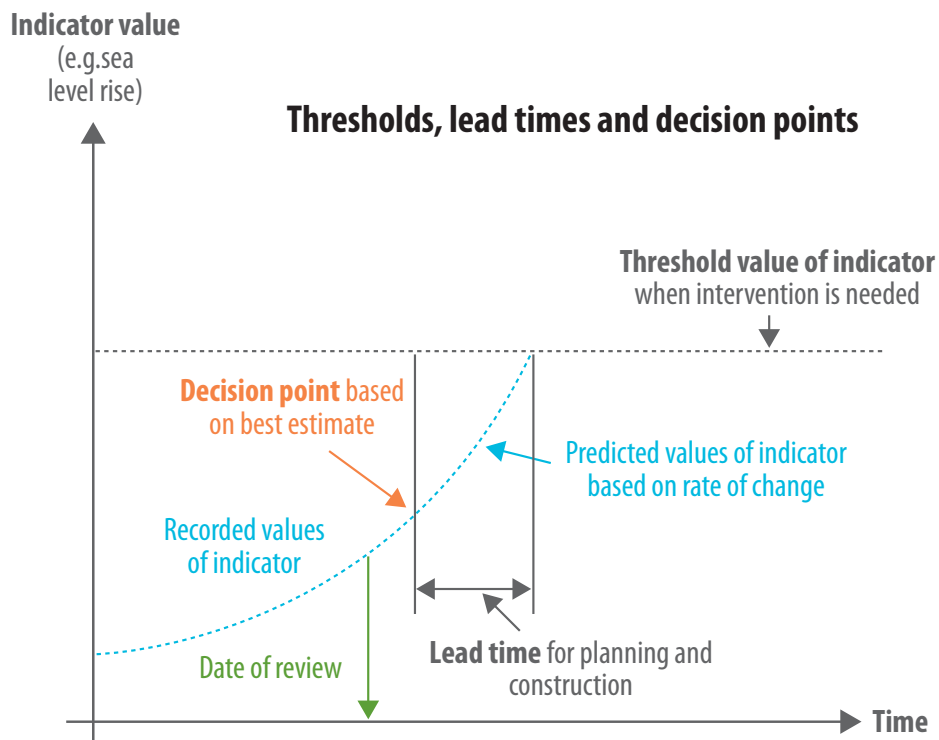 Indicator value
(e.g.sea
level rise)
Thresholds, lead times and decision points
Threshold value of indicator
when intervention is needed
Decision point based
on best estimate
Predicted values of indicator
based on rate of change
Recorded values
of indicator
Date of review
Lead time for planning and
construction
Time